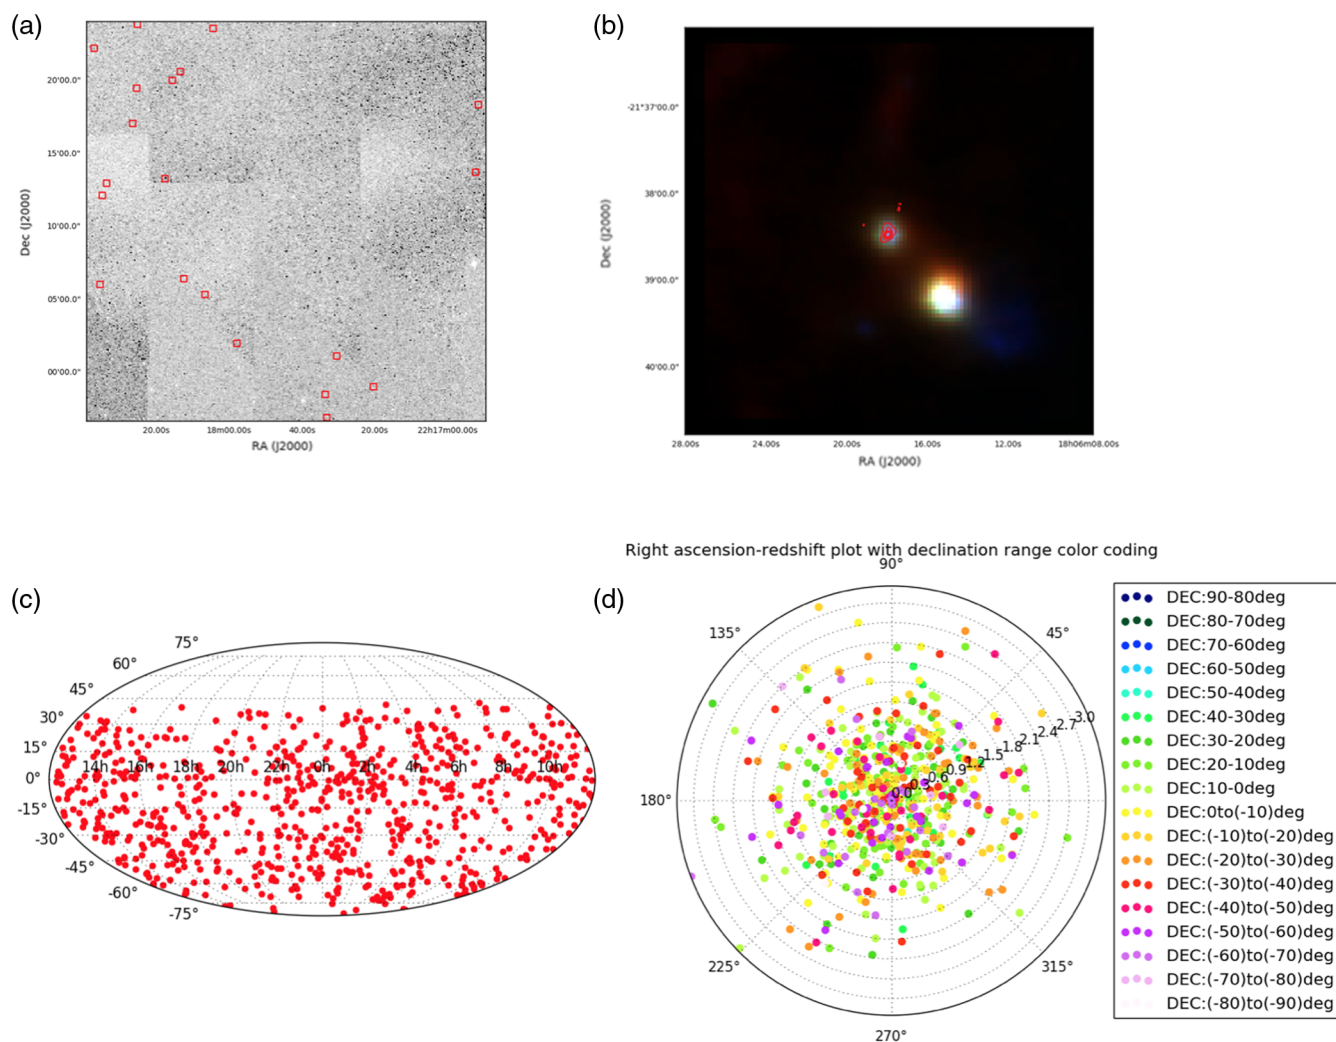 (a)
20'00.0"
15'00.0"
10'00.0"
05'00.0"
00'00.0"
Dec (J2000)
20.00s 18m00.00s 40.00s 20.00s 22h17m00.00s
RA (J2000)
(b)
-21°37'00.0"
38'00.0"
39'00.0"
40'00.0"
Dec (J2000)
28.00s 24.00s 20.00s 16.00s 12.00s 18h06m08.00s
RA (J2000)
(c)
75°
60°
45°
30°
15°
0°
-15°
-30°
-45°
-60°
-75°
14h 16h 18h 20h 22h 0h 2h 4h 6h 8h 10h
(d)
Right ascension-redshift plot with declination range color coding
90°
135° 45°
180°
225° 315°
270°
0.0 0.3 0.6 0.9 1.2 1.5 1.8 2.1 2.4 2.7 3.0
DEC:90-80deg
DEC:80-70deg
DEC:70-60deg
DEC:60-50deg
DEC:50-40deg
DEC:40-30deg
DEC:30-20deg
DEC:20-10deg
DEC:10-0deg
DEC:0to(-10)deg
DEC:(-10)to(-20)deg
DEC:(-20)to(-30)deg
DEC:(-30)to(-40)deg
DEC:(-40)to(-50)deg
DEC:(-50)to(-60)deg
DEC:(-60)to(-70)deg
DEC:(-70)to(-80)deg
DEC:(-80)to(-90)deg